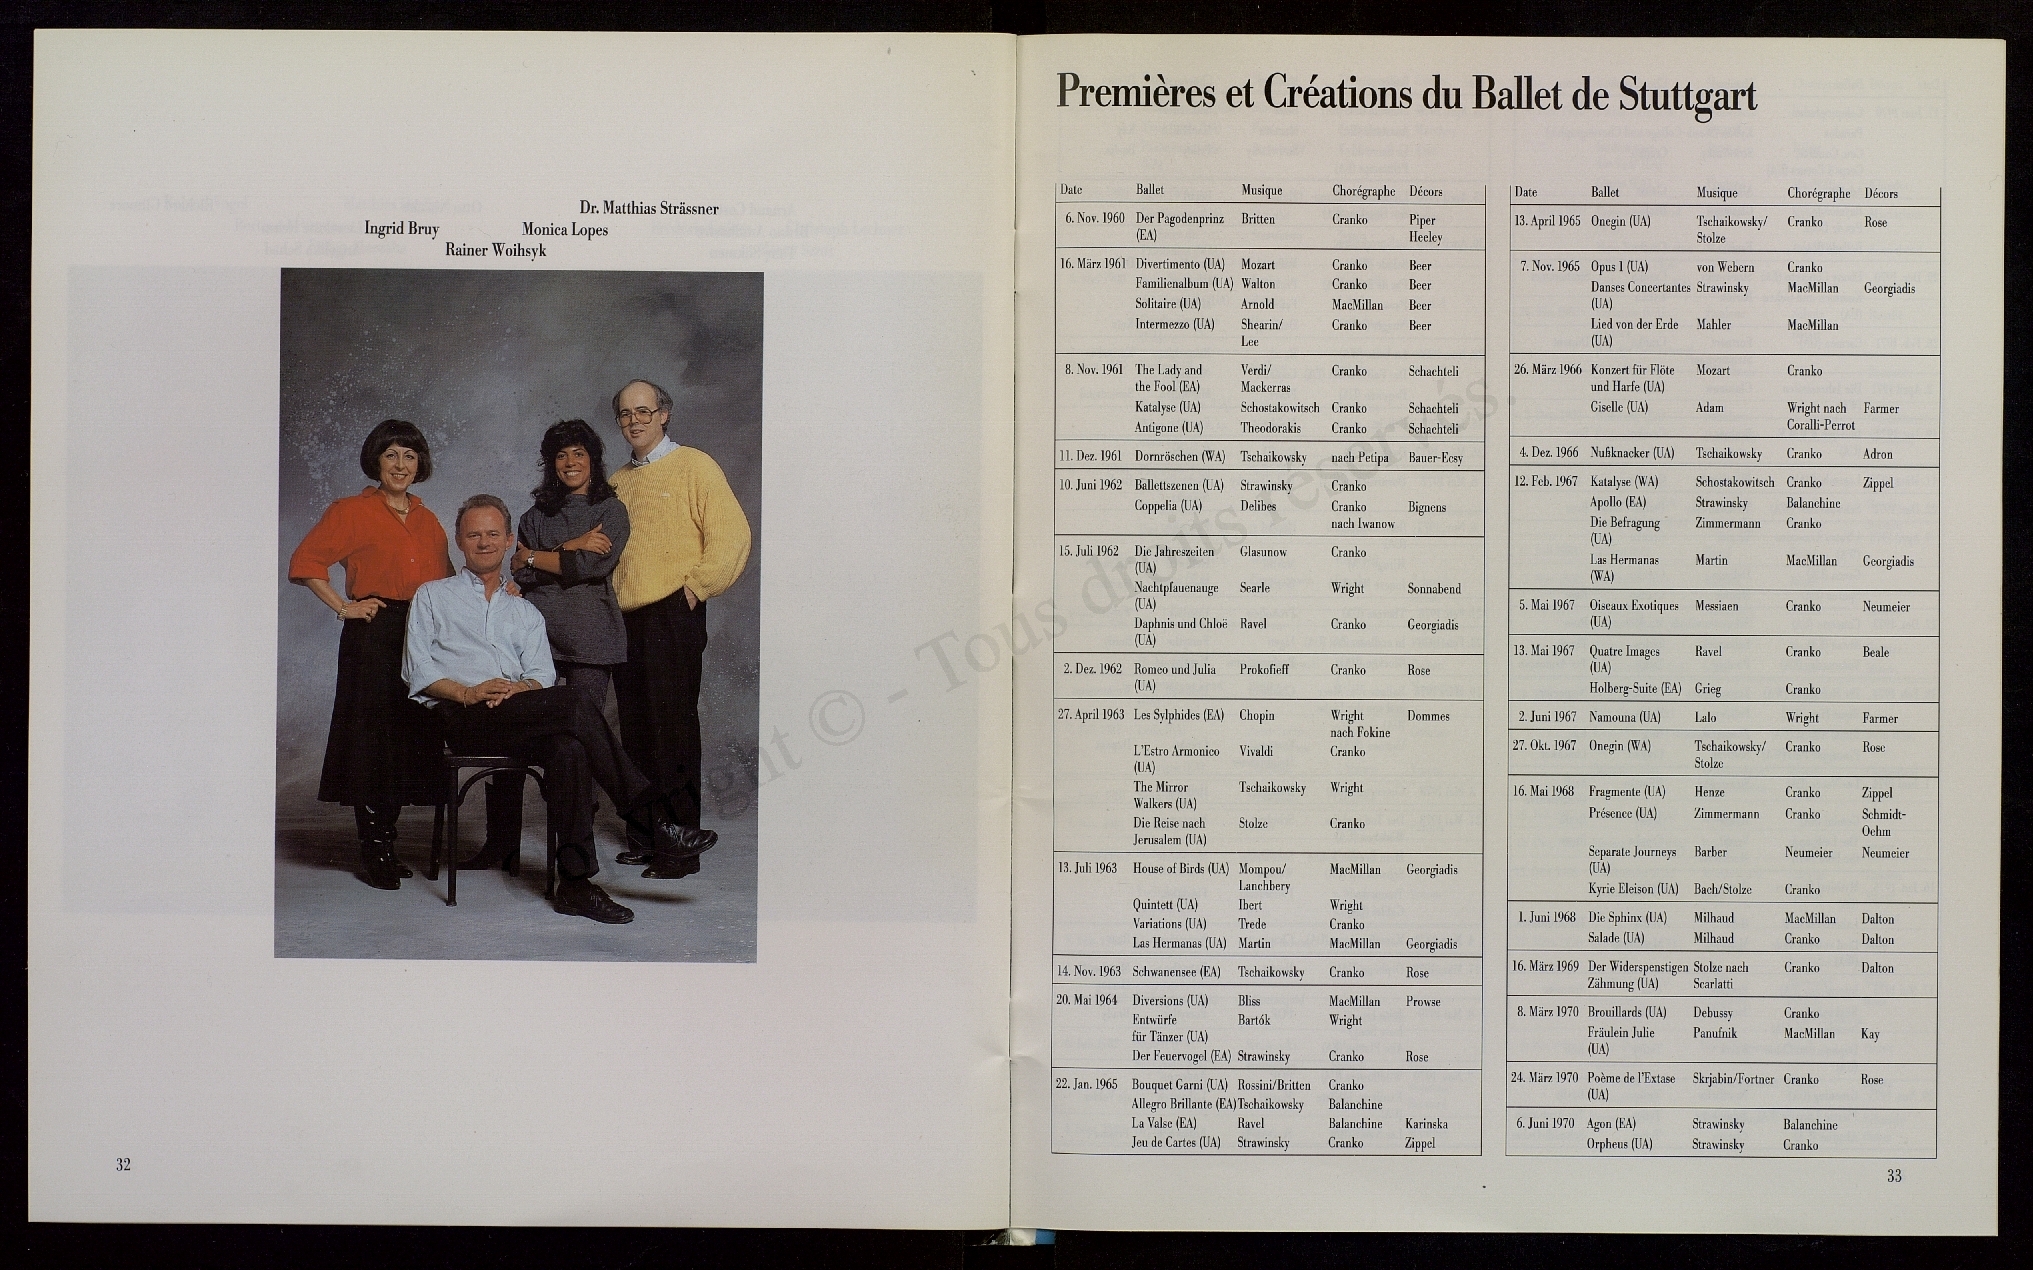 Dr. Matthias Strässner
Ingrid Bruy Monica Lopes
Rainer Woihsyk
32
Premières et Créations du Ballet de Stuttgart
Date Ballet Musique Chorégraphe Décors
6. Nov. 1960 Der Pagodenprinz Britten Cranko Piper
(EA) Heeley
16. März 1961 Divertimento (UA) Mozart Cranko Beer
Familienalbum (UA) Walton Cranko Beer
Solitaire (UA) Arnold MacMillan Beer
Intermezzo (UA) Shearin/ Cranko Beer
Lee
8. Nov. 1961 The Lady and Verdi/ Cranko Schachteli
the Fool (EA) Mackerras
Katalyse (UA) Schostakowitsch Cranko Schachteli
Antigone (UA) Theodorakis Cranko Schachteli
11. Dez. 1961 Dornröschen (WA) Tschaikowsky nach Petipa Bauer-Ecsy
10. Juni 1962 Ballettszenen (UA) Strawinsky Cranko
Coppelia (UA) Delibes Cranko Bignens
nach Iwanow
15. Juli 1962 Die Jahreszeiten Glasunow Cranko
(UA)
Nachtpfauenauge Searle Wright Sonnabend
(UA)
Daphnis und Chloë Ravel Cranko Georgiadis
(UA)
2. Dez. 1962 Romeo und Julia Prokofieff Cranko Rose
(UA)
27. April 1963 Les Sylphides (EA) Chopin Wright Dommes
nach Fokine
L'Estro Armonico Vivaldi Cranko
(UA)
The Mirror Tschaikowsky Wright
Walkers (UA)
Die Reise nach Stolze Cranko
Jerusalem (UA)
13. Juli 1963 House of Birds (UA) Mompou/ MacMillan Georgiadis
Lanchbery
Quintett (UA) Ibert Wright
Variations (UA) Trede Cranko
Las Hermanas (UA) Martin MacMillan Georgiadis
14. Nov. 1963 Schwanensee (EA) Tschaikowsky Cranko Rose
20. Mai 1964 Diversions (UA) Bliss MacMillan Prowse
Entwürfe Bartók Wright
für Tänzer (UA)
Der Feuervogel (EA) Strawinsky Cranko Rose
22. Jan. 1965 Bouquet Garni (UA) Rossini/Britten Cranko
Allegro Brillante (EA) Tschaikowsky Balanchine
La Valse (EA) Ravel Balanchine Karinska
Jeu de Cartes (UA) Strawinsky Cranko Zippel
Date Ballet Musique Chorégraphe Décors
13. April 1965 Onegin (UA) Tschaikowsky/ Cranko Rose
Stolze
7. Nov. 1965 Opus 1 (UA) von Webern Cranko
Danses Concertantes Strawinsky MacMillan Georgiadis
(UA)
Lied von der Erde Mahler MacMillan
(UA)
26. März 1966 Konzert für Flöte Mozart Cranko
und Harfe (UA)
Giselle (UA) Adam Wright nach Farmer
Coralli-Perrot
4. Dez. 1966 Nußknacker (UA) Tschaikowsky Cranko Adron
12. Feb. 1967 Katalyse (WA) Schostakowitsch Cranko Zippel
Apollo (EA) Strawinsky Balanchine
Die Befragung Zimmermann Cranko
(UA)
Las Hermanas Martin MacMillan Georgiadis
(WA)
5. Mai 1967 Oiseaux Exotiques Messiaen Cranko Neumeier
(UA)
13. Mai 1967 Quatre Images Ravel Cranko Beale
(UA)
Holberg-Suite (EA) Grieg Cranko
2. Juni 1967 Namouna (UA) Lalo Wright Farmer
27. Okt. 1967 Onegin (WA) Tschaikowsky/ Cranko Rose
Stolze
16. Mai 1968 Fragmente (UA) Henze Cranko Zippel
Présence (UA) Zimmermann Cranko Schmidt-
Oehm
Separate Journeys Barber Neumeier Neumeier
(UA)
Kyrie Eleison (UA) Bach/Stolze Cranko
1. Juni 1968 Die Sphinx (UA) Milhaud MacMillan Dalton
Salade (UA) Milhaud Cranko Dalton
16. März 1969 Der Widerspenstigen Stolze nach Cranko Dalton
Zähmung (UA) Scarlatti
8. März 1970 Brouillards (UA) Debussy Cranko
Fräulein Julie Panufnik MacMillan Kay
(UA)
24. März 1970 Poème de l'Extase Skrjabin/Fortner Cranko Rose
(UA)
6. Juni 1970 Agon (EA) Strawinsky Balanchine
Orpheus (UA) Strawinsky Cranko
33
Copyright © - Tous droits réservés.